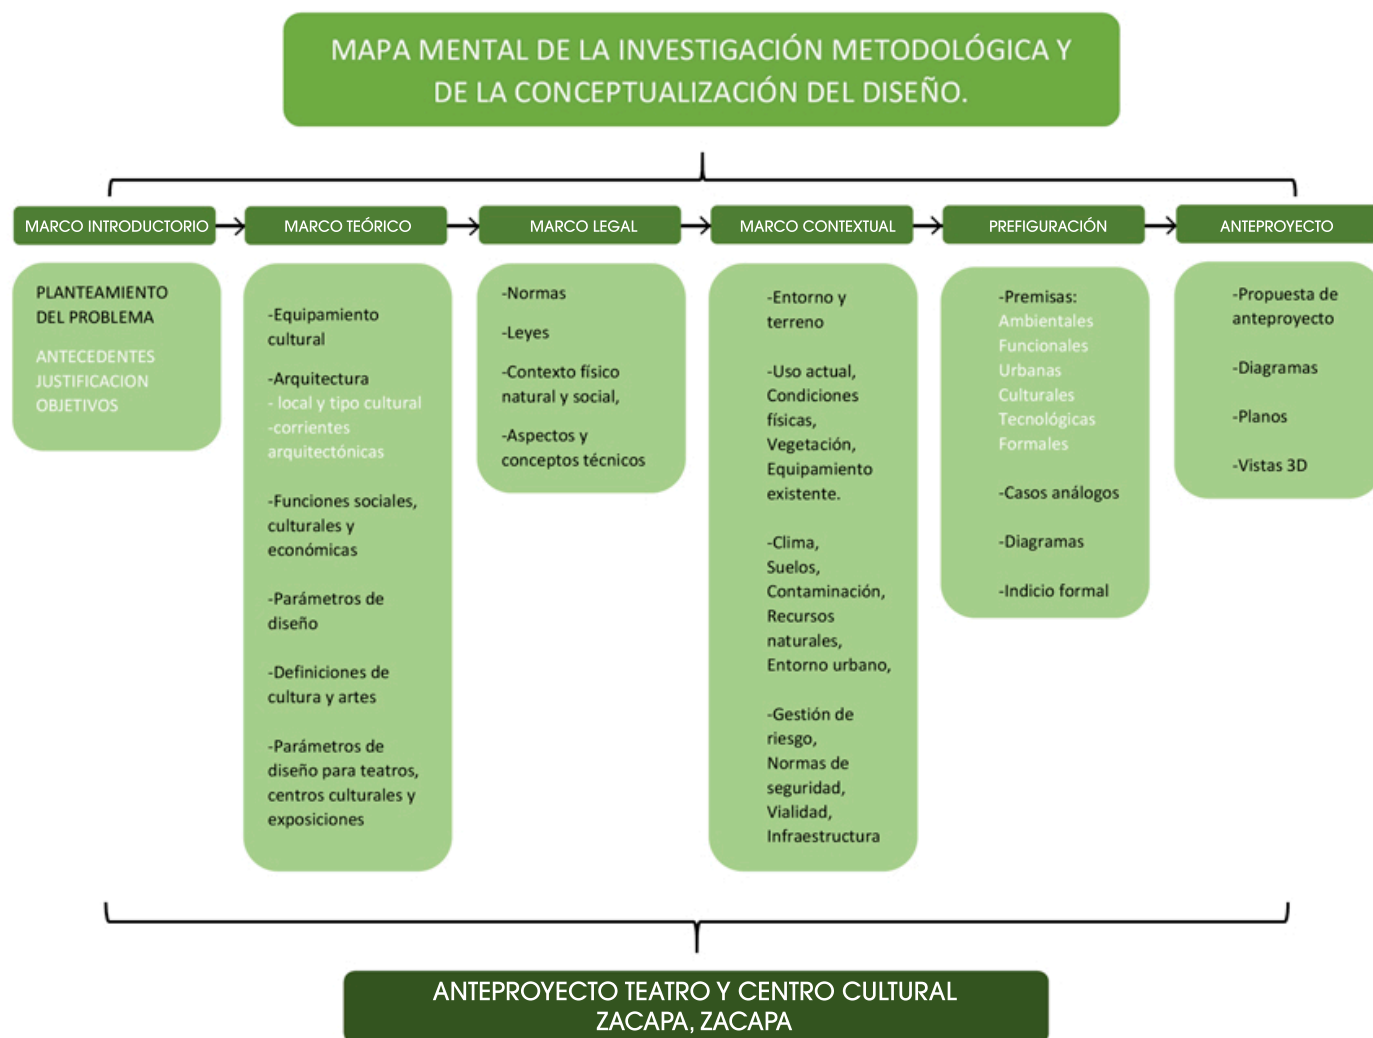 MAPA MENTAL DE LA INVESTIGACIÓN METODOLÓGICA Y
DE LA CONCEPTUALIZACIÓN DEL DISEÑO.
MARCO INTRODUCTORIO
PLANTEAMIENTO
DEL PROBLEMA
ANTECEDENTES
JUSTIFICACION
OBJETIVOS
MARCO TEÓRICO
-Equipamiento
cultural
-Arquitectura
- local y tipo cultural
-corrientes
arquitectónicas
-Funciones sociales,
culturales y
económicas
-Parámetros de
diseño
-Definiciones de
cultura y artes
-Parámetros de
diseño para teatros,
centros culturales y
exposiciones
MARCO LEGAL
-Normas
-Leyes
-Contexto físico
natural y social,
-Aspectos y
conceptos técnicos
MARCO CONTEXTUAL
-Entorno y
terreno
-Uso actual,
Condiciones
físicas,
Vegetación,
Equipamiento
existente.
-Clima,
Suelos,
Contaminación,
Recursos
naturales,
Entorno urbano,
-Gestión de
riesgo,
Normas de
seguridad,
Vialidad,
Infraestructura
PREFIGURACIÓN
-Premisas:
Ambientales
Funcionales
Urbanas
Culturales
Tecnológicas
Formales
-Casos análogos
-Diagramas
-Indicio formal
ANTEPROYECTO
-Propuesta de
anteproyecto
-Diagramas
-Planos
-Vistas 3D
ANTEPROYECTO TEATRO Y CENTRO CULTURAL
ZACAPA, ZACAPA